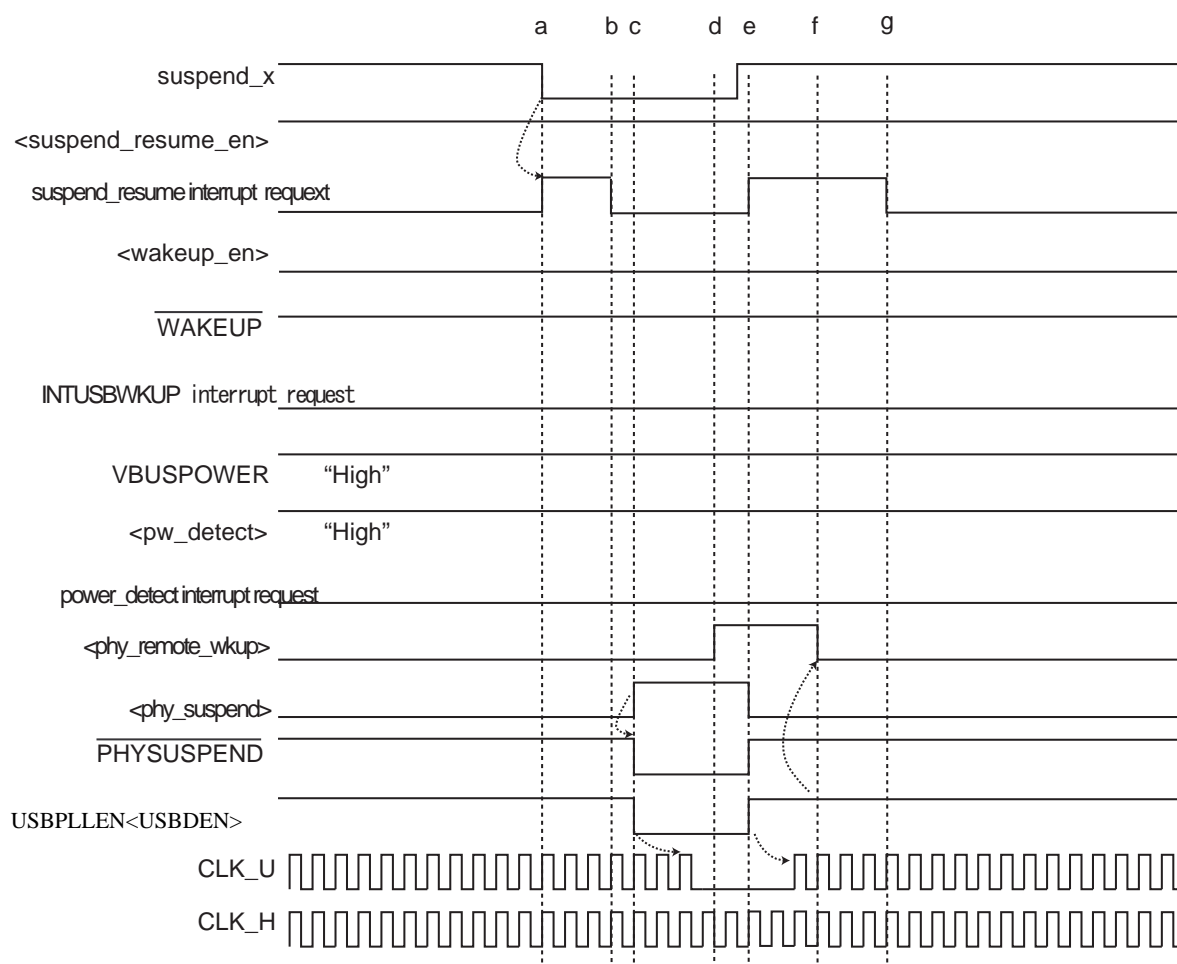 a b c d e f g
suspend_x
<suspend_resume_en>
suspend_resume interrupt requext
<wakeup_en>
WAKEUP
INTUSBWKUP interrupt request
VBUSPOWER “High”
<pw_detect> “High”
power_detect interrupt request
<phy_remote_wkup>
<phy_suspend>
PHYSUSPEND
USBPLLEN<USBDEN>
CLK_U
CLK_H